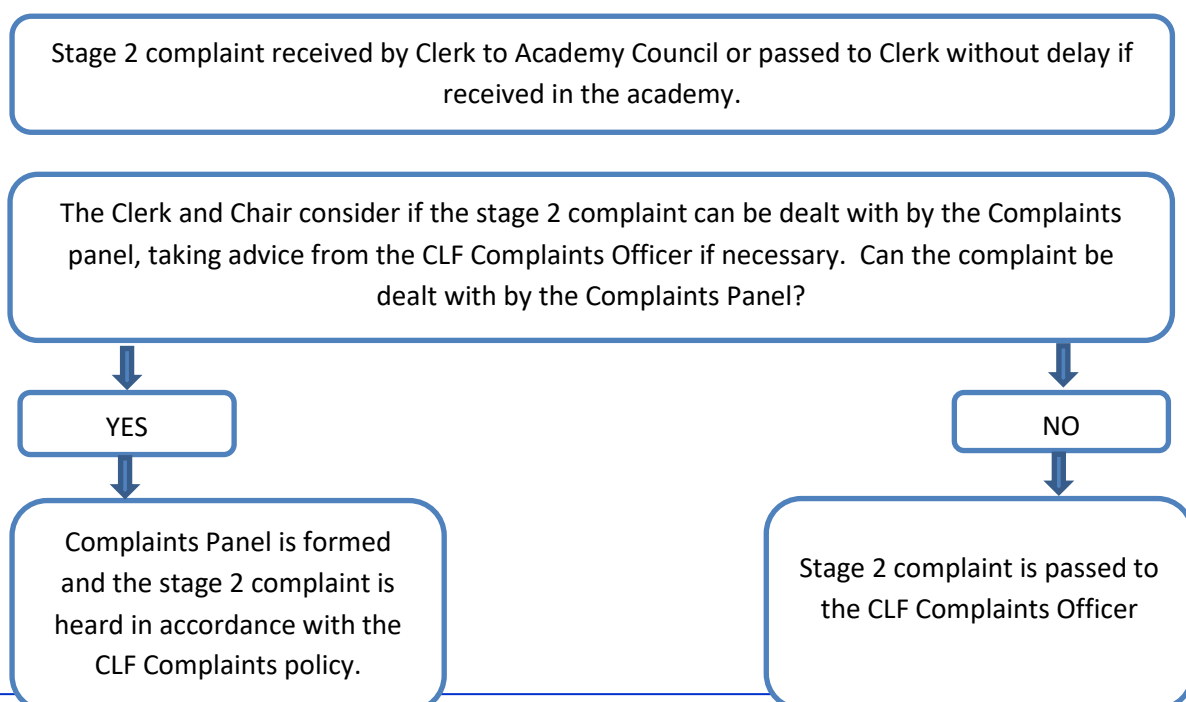 Stage 2 complaint received by Clerk to Academy Council or passed to Clerk without delay if
received in the academy.
The Clerk and Chair consider if the stage 2 complaint can be dealt with by the Complaints
panel, taking advice from the CLF Complaints Officer if necessary.  Can the complaint be
dealt with by the Complaints Panel?
YES
NO
Complaints Panel is formed
and the stage 2 complaint is
heard in accordance with the
CLF Complaints policy.
Stage 2 complaint is passed to
the CLF Complaints Officer